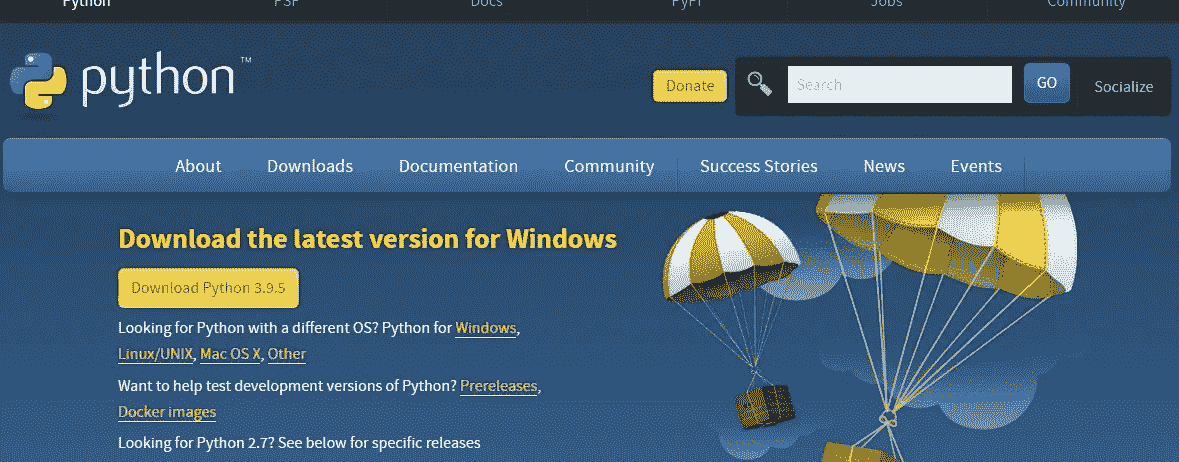 Python PSF Docs PyPI Jobs Community
python™
Donate Search GO Socialize
About Downloads Documentation Community Success Stories News Events
Download the latest version for Windows
Download Python 3.9.5
Looking for Python with a different OS? Python for Windows,
Linux/UNIX, Mac OS X, Other
Want to help test development versions of Python? Prereleases,
Docker images
Looking for Python 2.7? See below for specific releases